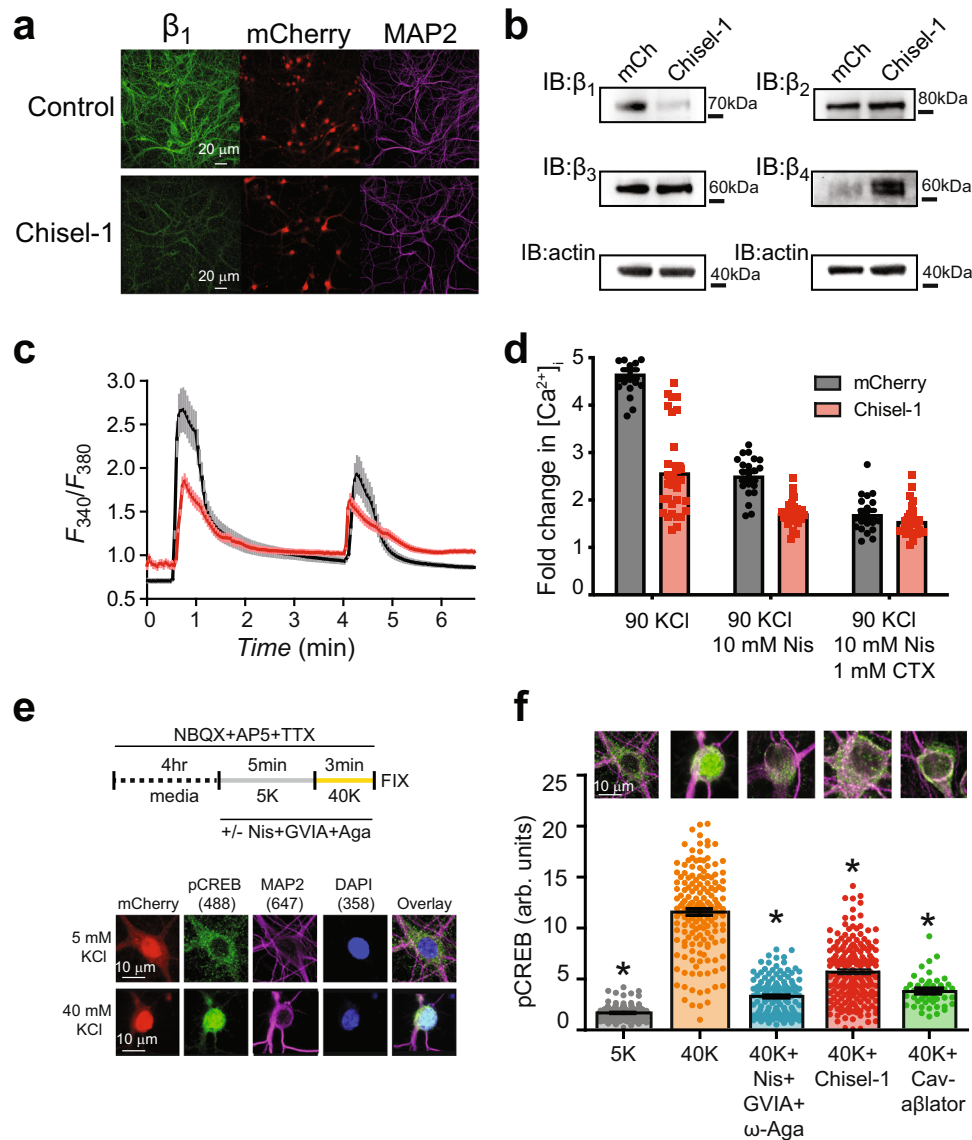 a
β1 mCherry MAP2
Control
20 μm
Chisel-1
20 μm
b
mCh Chisel-1
mCh Chisel-1
IB:β1
70kDa
IB:β2
80kDa
IB:β3
60kDa
IB:β4
60kDa
IB:actin
40kDa
IB:actin
40kDa
c
F340/F380
3.0
2.5
2.0
1.5
1.0
0.5
0 1 2 3 4 5 6
Time (min)
d
Fold change in [Ca2+]i
5
4
3
2
1
0
mCherry
Chisel-1
90 KCl
90 KCl
10 mM Nis
90 KCl
10 mM Nis
1 mM CTX
e
NBQX+AP5+TTX
4hr 5min 3min
FIX
media 5K 40K
+/- Nis+GVIA+Aga
mCherry
pCREB
(488)
MAP2
(647)
DAPI
(358)
Overlay
5 mM
KCl
10 μm
40 mM
KCl
10 μm
f
10 μm
pCREB (arb. units)
25
20
15
10
5
0
*
*
*
*
5K
40K
40K+
Nis+
GVIA+
ω-Aga
40K+
Chisel-1
40K+
Cav-
aβlator